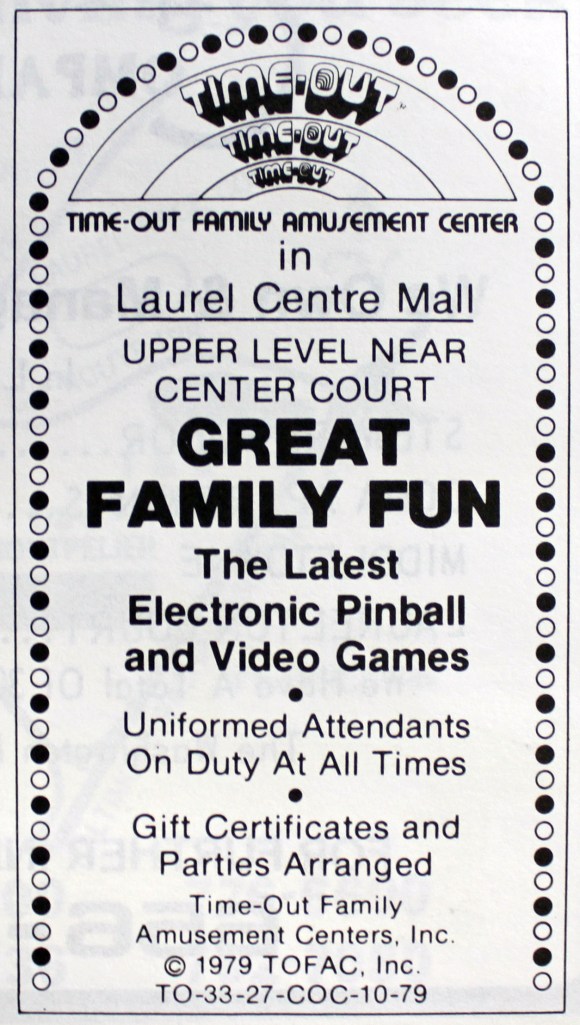 TIME-OUT
TIME-OUT
TIME-OUT
TIME-OUT FAMILY AMUSEMENT CENTER
in
Laurel Centre Mall
UPPER LEVEL NEAR
CENTER COURT
GREAT
FAMILY FUN
The Latest
Electronic Pinball
and Video Games
•
Uniformed Attendants
On Duty At All Times
•
Gift Certificates and
Parties Arranged
Time-Out Family
Amusement Centers, Inc.
© 1979 TOFAC, Inc.
TO-33-27-COC-10-79